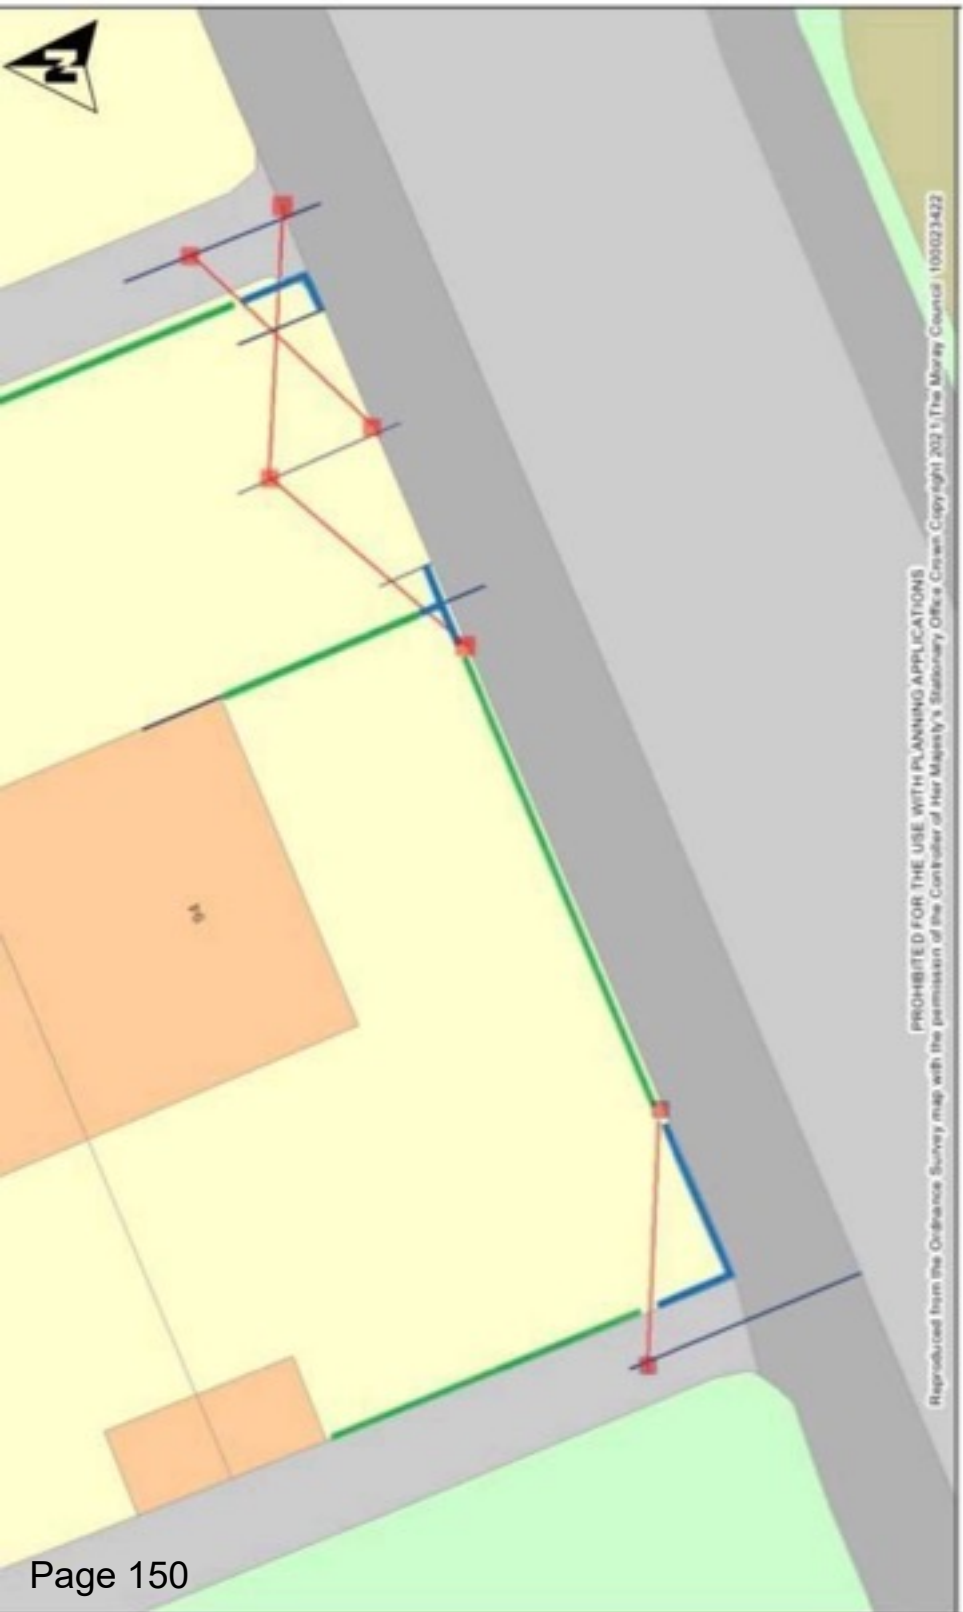 N
94
PROHIBITED FOR THE USE WITH PLANNING APPLICATIONS
Reproduced from the Ordnance Survey map with the permission of the Controller of Her Majesty's Stationary Office Crown Copyright 2021 The Moray Council 100023422
Page 150